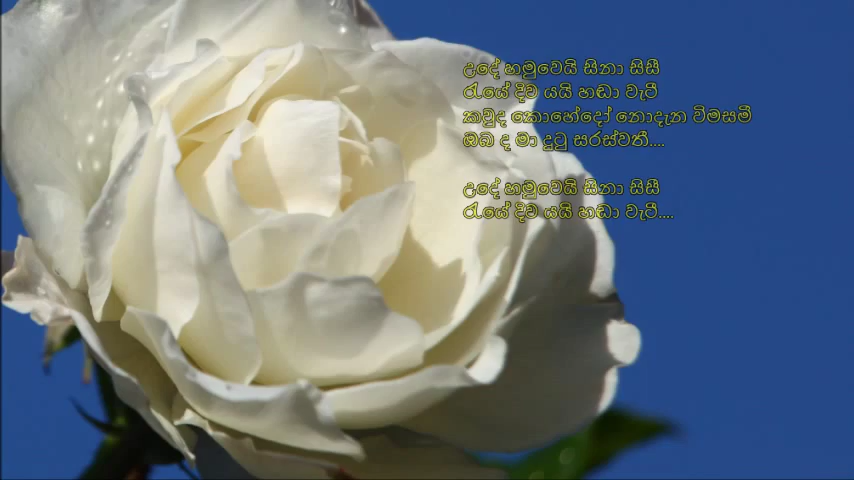 උදේ හමුවෙයි සිනා සිසී
රැයේ දිව යයි හඬා වැටී
කවුද කොහේදෝ නොදැන විමසමී
ඔබ ද මා දුටු සරස්වතී....
උදේ හමුවෙයි සිනා සිසී
රැයේ දිව යයි හඬා වැටී....